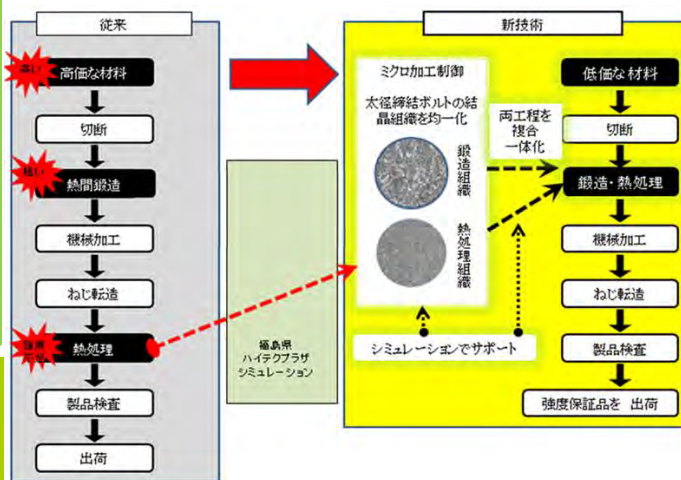 従来
高価な材料
切断
熱間鍛造
機械加工
ねじ転造
熱処理
製品検査
出荷
福島県
ハイテクプラザ
シミュレーション
新技術
ミクロ加工制御
太径締結ボルトの結
晶組織を均一化
鍛造組織
熱処理組織
両工程を
複合
一体化
シミュレーションでサポート
低価な材料
切断
鍛造・熱処理
機械加工
ねじ転造
製品検査
強度保証品を 出荷